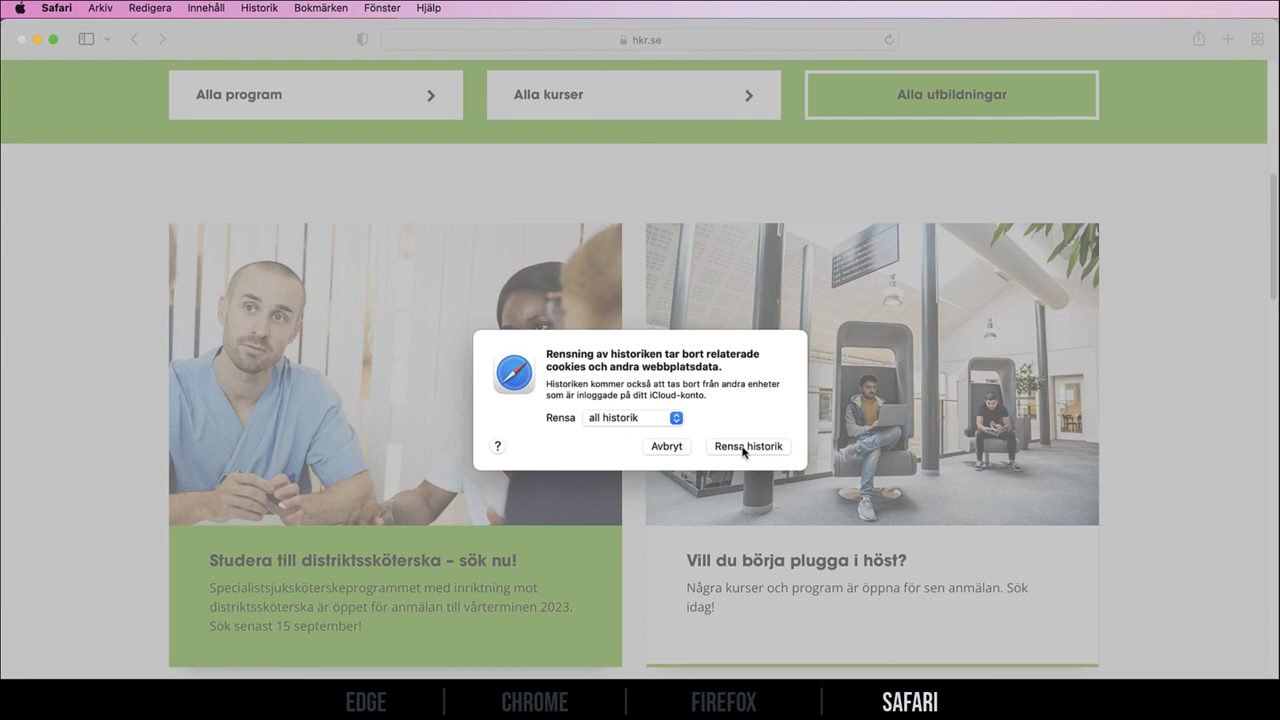 Safari Arkiv Redigera Innehåll Historik Bokmärken Fönster Hjälp
hkr.se
Alla program
Alla kurser
Alla utbildningar
Rensning av historiken tar bort relaterade
cookies och andra webbplatsdata.
Historiken kommer också att tas bort från andra enheter
som är inloggade på ditt iCloud-konto.
Rensa all historik
? Avbryt Rensa historik
Studera till distriktssköterska – sök nu!
Specialistsjuksköterskeprogrammet med inriktning mot
distriktssköterska är öppet för anmälan till vårterminen 2023.
Sök senast 15 september!
Vill du börja plugga i höst?
Några kurser och program är öppna för sen anmälan. Sök
idag!
EDGE | CHROME | FIREFOX | SAFARI